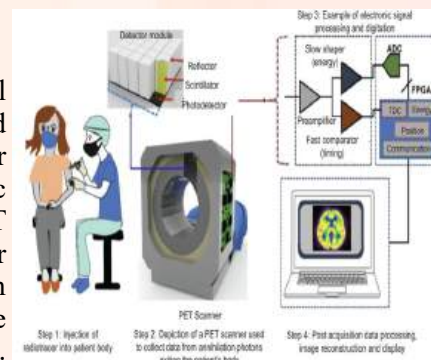 Step 3: Example of electronic signal
processing and digitation
Detector module
Reflector
Scintillator
Photodetector
Slow shaper
(energy)
ADC
FPGA
Preamplifier
Fast comparator
(timing)
TDC
Energy
Position
Communication
PET Scanner
Step 1: Injection of
radiotracer into patient body
Step 2: Depiction of a PET scanner used
to collect data from annihilation photons
Step 4: Post acquisition data processing,
image reconstruction and display